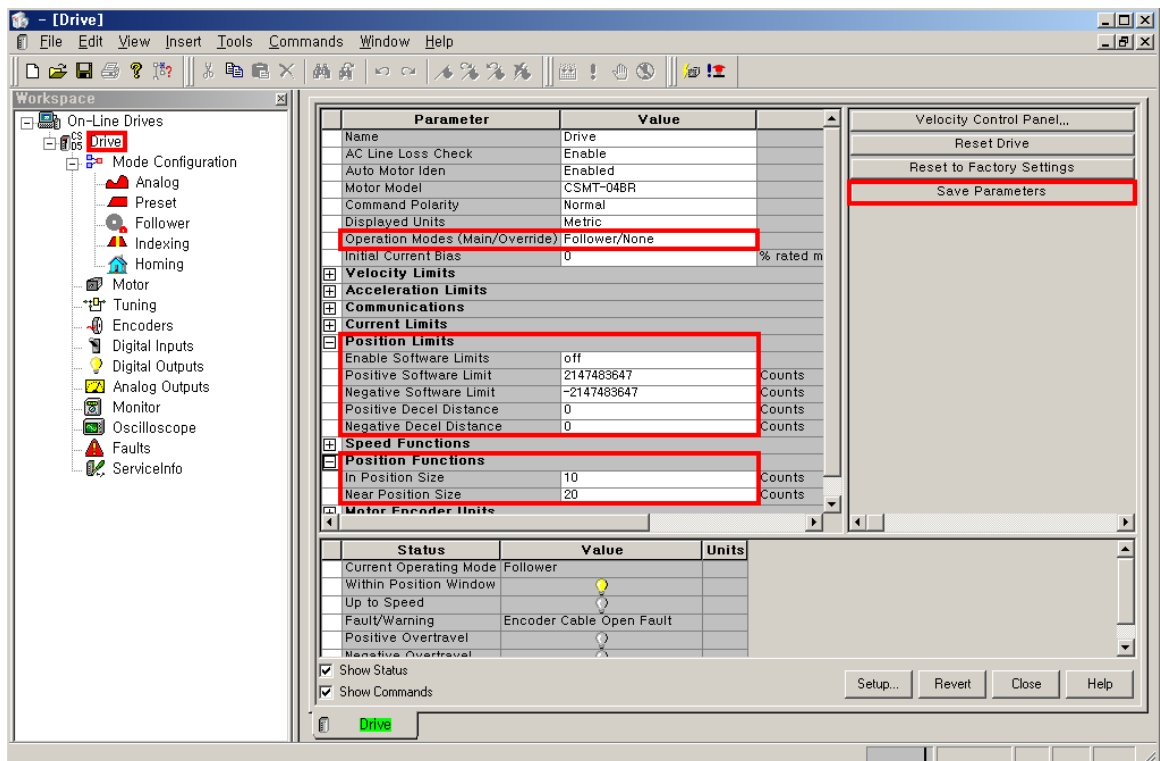 - [Drive]
File Edit View Insert Tools Commands Window Help
Workspace
On-Line Drives
CS D5 Drive
Mode Configuration
Analog
Preset
Follower
Indexing
Homing
Motor
Tuning
Encoders
Digital Inputs
Digital Outputs
Analog Outputs
Monitor
Oscilloscope
Faults
ServiceInfo
Parameter Value
Name Drive
AC Line Loss Check Enable
Auto Motor Iden Enabled
Motor Model CSMT-04BR
Command Polarity Normal
Displayed Units Metric
Operation Modes (Main/Override) Follower/None
Initial Current Bias 0 % rated m
Velocity Limits
Acceleration Limits
Communications
Current Limits
Position Limits
Enable Software Limits off
Positive Software Limit 2147483647 Counts
Negative Software Limit -2147483647 Counts
Positive Decel Distance 0 Counts
Negative Decel Distance 0 Counts
Speed Functions
Position Functions
In Position Size 10 Counts
Near Position Size 20 Counts
Motor Encoder Units
Velocity Control Panel...
Reset Drive
Reset to Factory Settings
Save Parameters
Status Value Units
Current Operating Mode Follower
Within Position Window
Up to Speed
Fault/Warning Encoder Cable Open Fault
Positive Overtravel
Negative Overtravel
Show Status
Show Commands
Setup... Revert Close Help
Drive